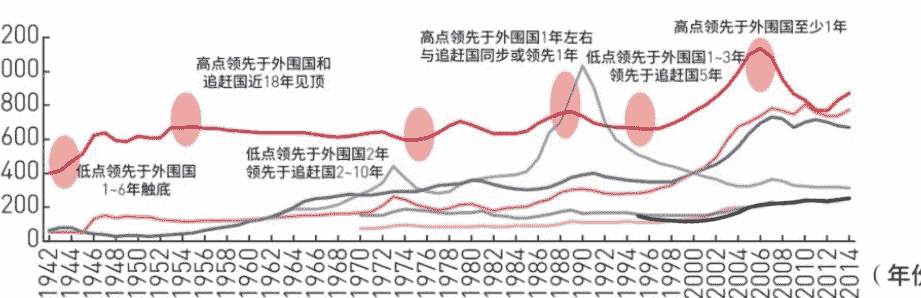 高点领先于外围国至少1年
高点领先于外围国1年左右
与追赶国同步或领先1年
低点领先于外围国1~3年
领先于追赶国5年
高点领先于外围国和
追赶国近18年见顶
低点领先于外围国2年
领先于追赶国2~10年
低点领先于外围国
1~6年触底
200
000
800
600
400
200
0
1942 1944 1946 1948 1950 1952 1954 1956 1958 1960 1962 1964 1966 1968 1970 1972 1974 1976 1978 1980 1982 1984 1986 1988 1990 1992 1994 1996 1998 2000 2002 2004 2006 2008 2010 2012 2014
（年份